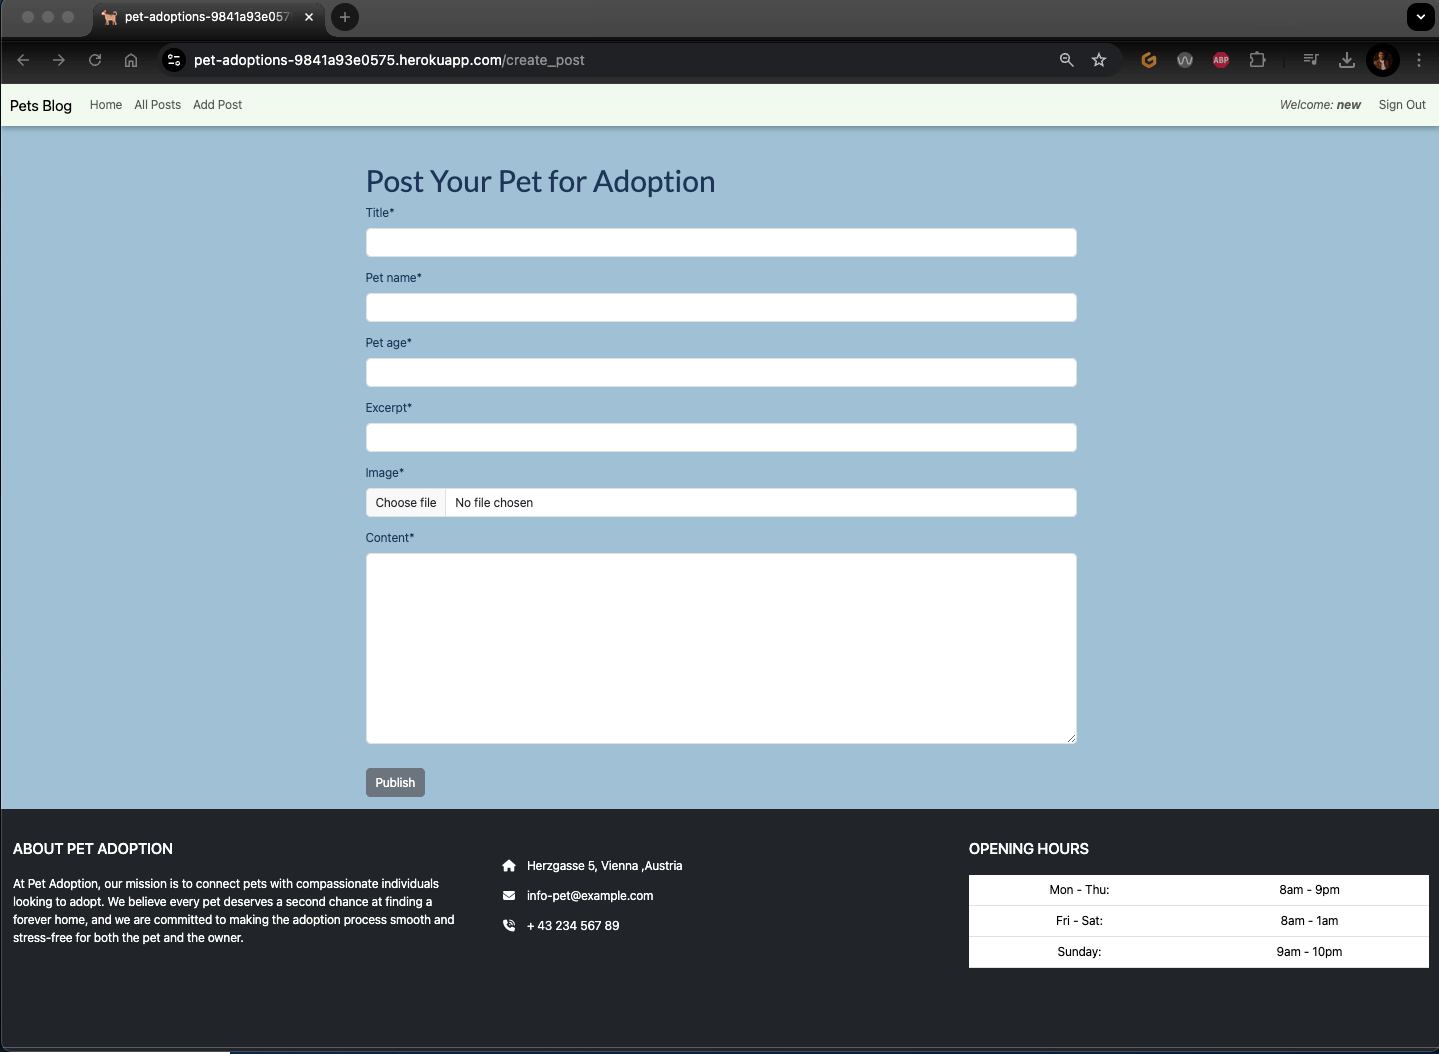 pet-adoptions-9841a93e057
pet-adoptions-9841a93e0575.herokuapp.com/create_post
ABP
Pets Blog Home All Posts Add Post Welcome: new Sign Out
Post Your Pet for Adoption
Title*
Pet name*
Pet age*
Excerpt*
Image*
Choose file No file chosen
Content*
Publish
ABOUT PET ADOPTION
At Pet Adoption, our mission is to connect pets with compassionate individuals
looking to adopt. We believe every pet deserves a second chance at finding a
forever home, and we are committed to making the adoption process smooth and
stress-free for both the pet and the owner.
Herzgasse 5, Vienna ,Austria
info-pet@example.com
+ 43 234 567 89
OPENING HOURS
Mon - Thu: 8am - 9pm
Fri - Sat: 8am - 1am
Sunday: 9am - 10pm